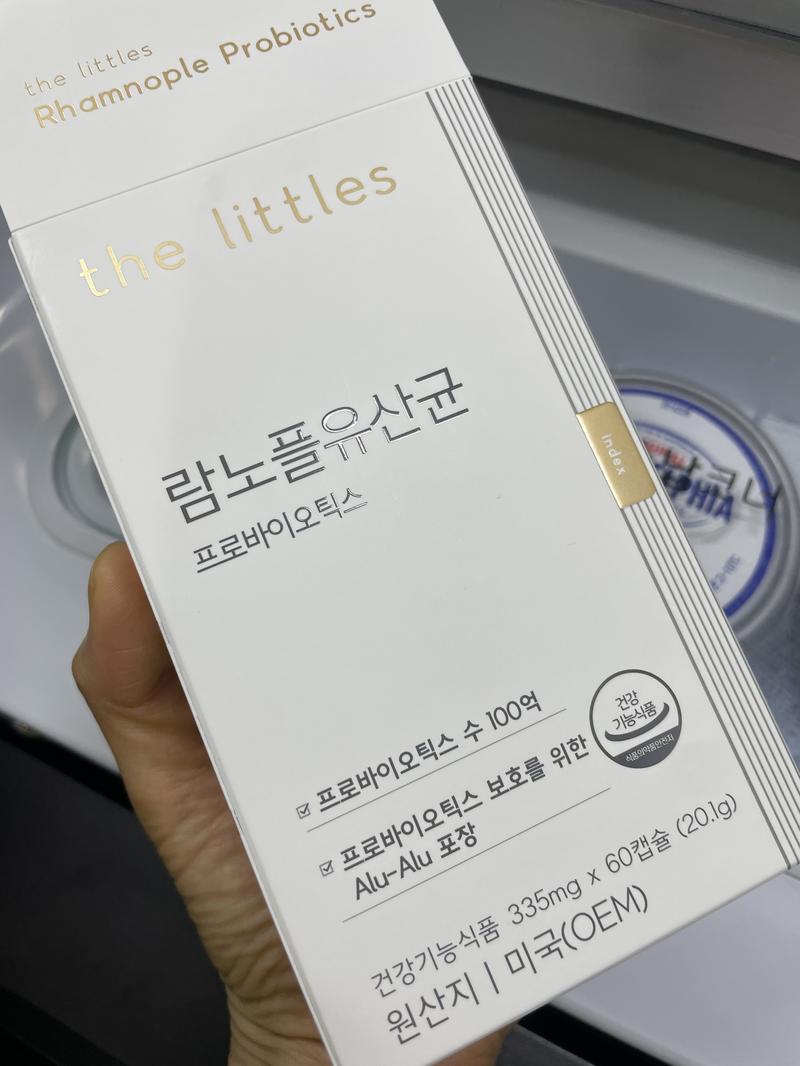 the littles
Rhamnople Probiotics
the littles
람노플유산균
프로바이오틱스
index
프로바이오틱스 수 100억
프로바이오틱스 보호를 위한
Alu-Alu 포장
건강
기능식품
식품의약품안전처
건강기능식품 335mg x 60캡슐 (20.1g)
원산지 | 미국(OEM)